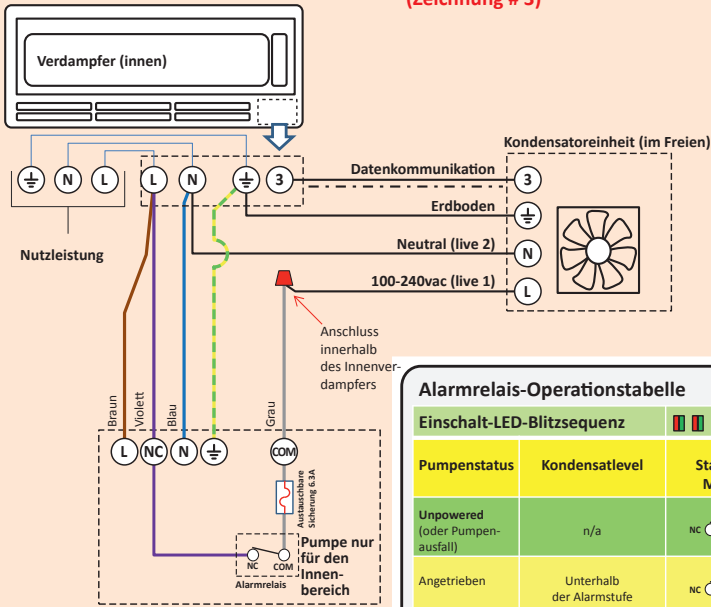 (Zeichnung # 3)
Verdampfer (innen)
Kondensatoreinheit (im Freien)
N
L
L
N
3
Datenkommunikation
3
Erdboden
Neutral (live 2)
N
100-240vac (live 1)
L
Nutzleistung
Anschluss
innerhalb
des Innenver-
dampfers
Braun
Violett
Blau
Grau
L
NC
N
COM
Austauschbare
Sicherung 6.3A
NC
COM
Alarmrelais
Pumpe nur
für den
Innen-
bereich
Alarmrelais-Operationstabelle
Einschalt-LED-Blitzsequenz
Pumpenstatus
Kondensatlevel
Sta
M
Unpowered
(oder Pumpen-
ausfall)
n/a
NC
Angetrieben
Unterhalb
der Alarmstufe
NC